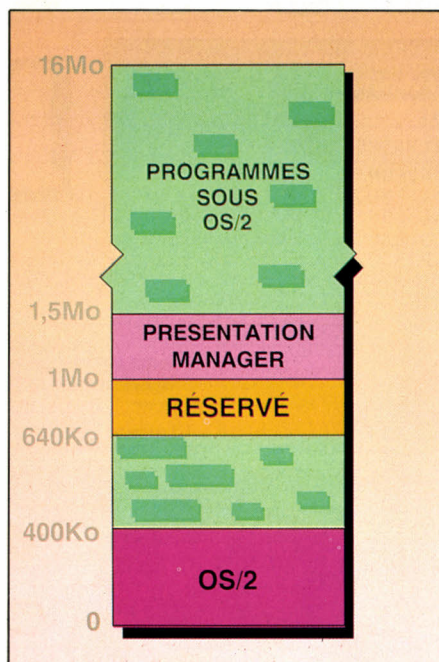 16Mo
PROGRAMMES
SOUS
OS/2
1,5Mo
PRESENTATION
MANAGER
1Mo
RÉSERVÉ
640Ko
400Ko
OS/2
0